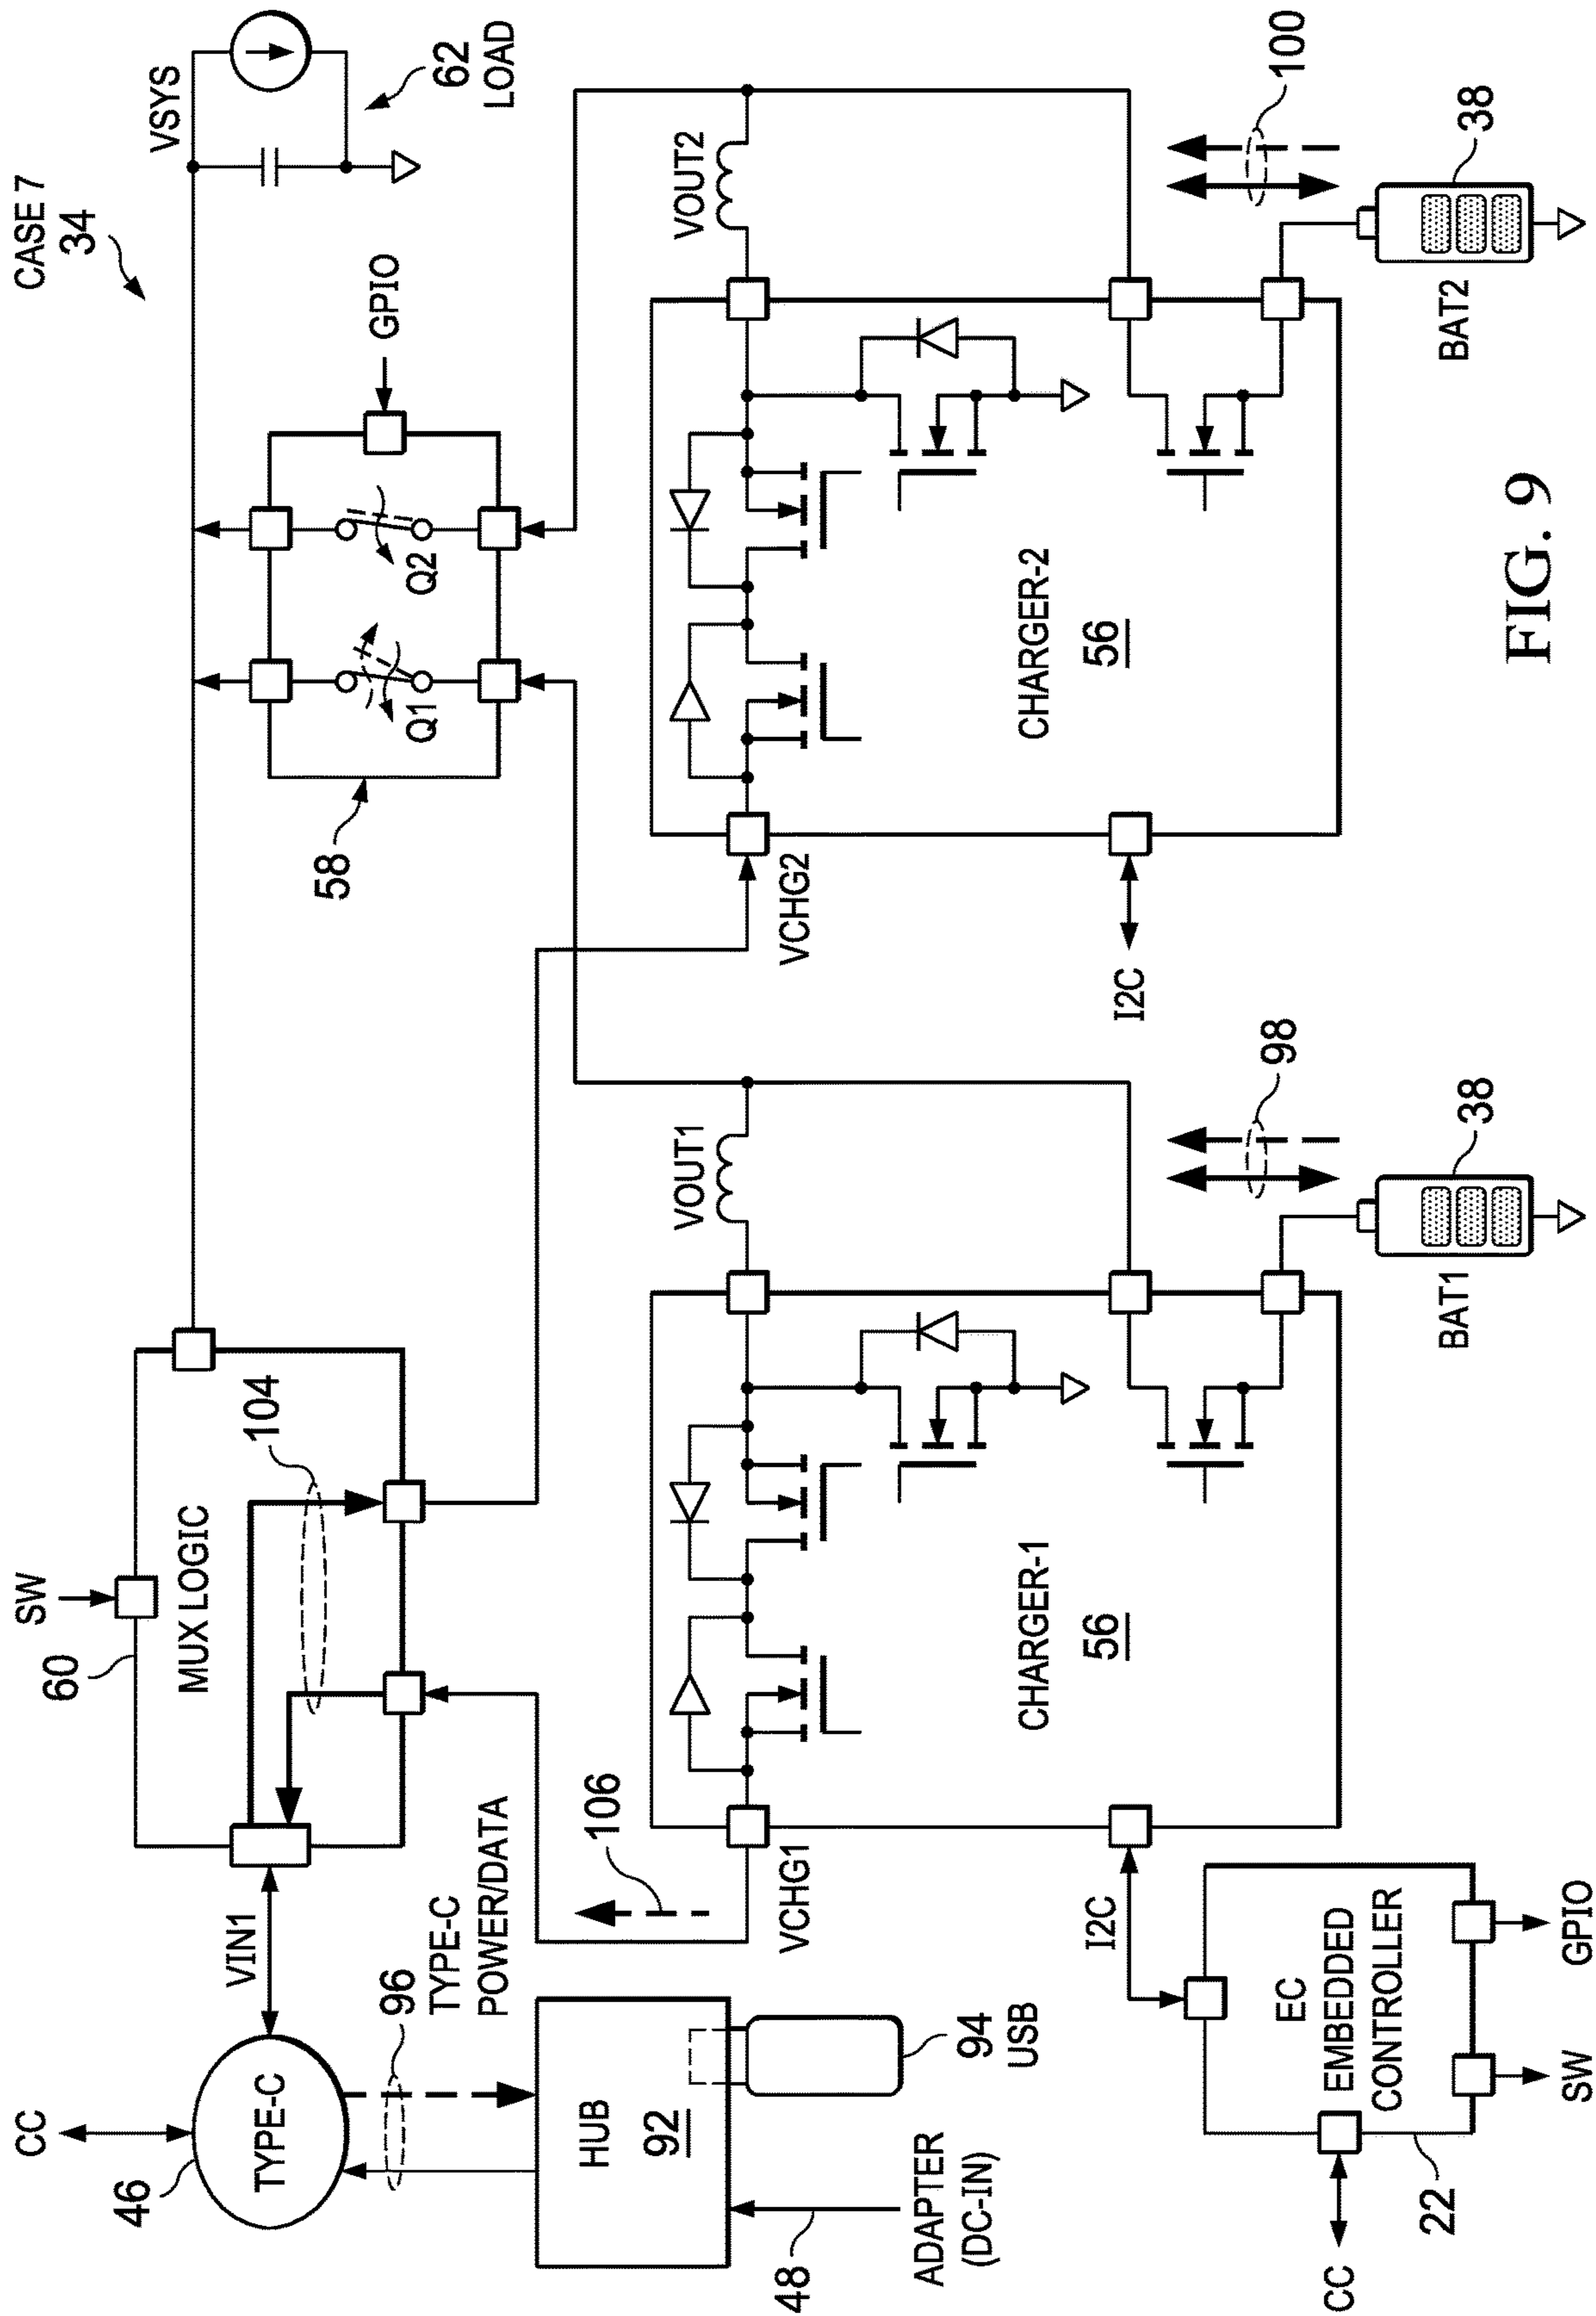 CASE 7
34
CC
46
TYPE-C
VIN1
60
SW
MUX LOGIC
104
VSYS
62
LOAD
96
TYPE-C
POWER/DATA
58
Q1
Q2
GPIO
HUB
92
94
USB
48
ADAPTER
(DC-IN)
106
VCHG1
VOUT1
CHARGER-1
56
I2C
98
38
BAT1
VCHG2
VOUT2
CHARGER-2
56
I2C
100
38
BAT2
EC
EMBEDDED
CONTROLLER
CC
22
SW
GPIO
FIG. 9